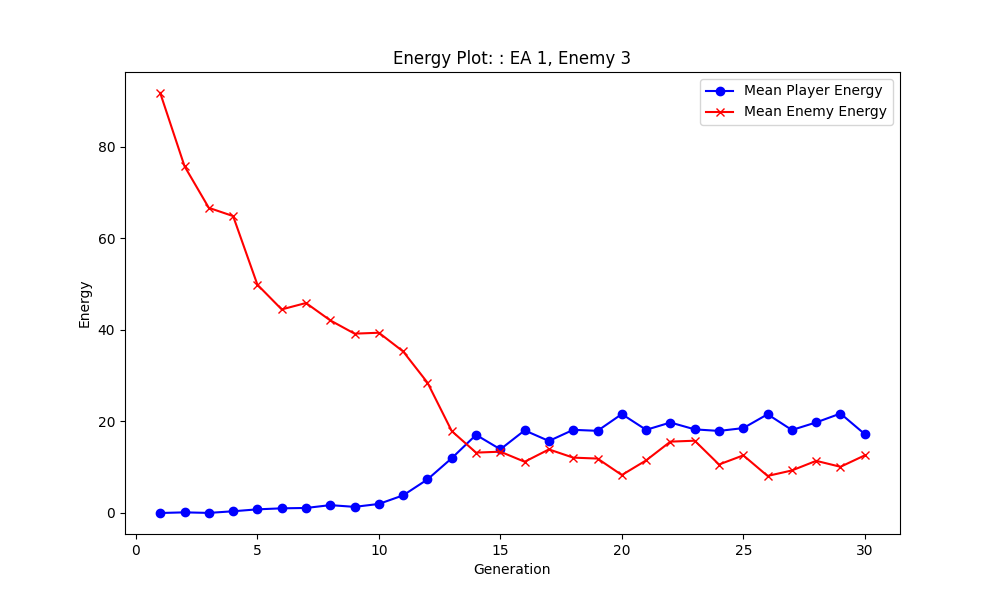 Energy Plot: : EA 1, Enemy 3
Mean Player Energy
Mean Enemy Energy
Energy
80
60
40
20
0
0 5 10 15 20 25 30
Generation